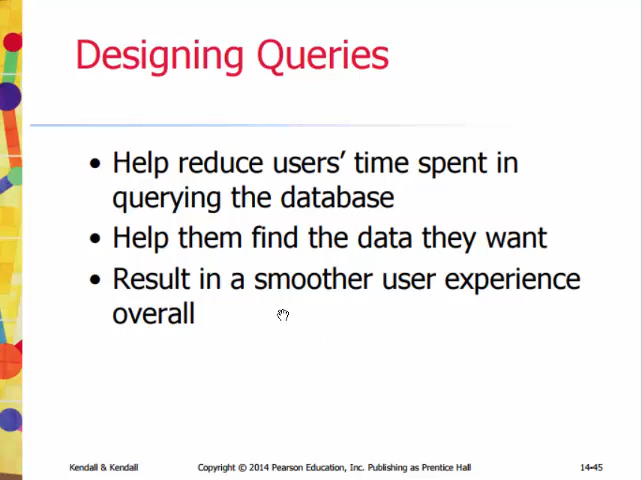 Designing Queries
• Help reduce users’ time spent in
querying the database
• Help them find the data they want
• Result in a smoother user experience
overall
Kendall & Kendall
Copyright © 2014 Pearson Education, Inc. Publishing as Prentice Hall
14-45